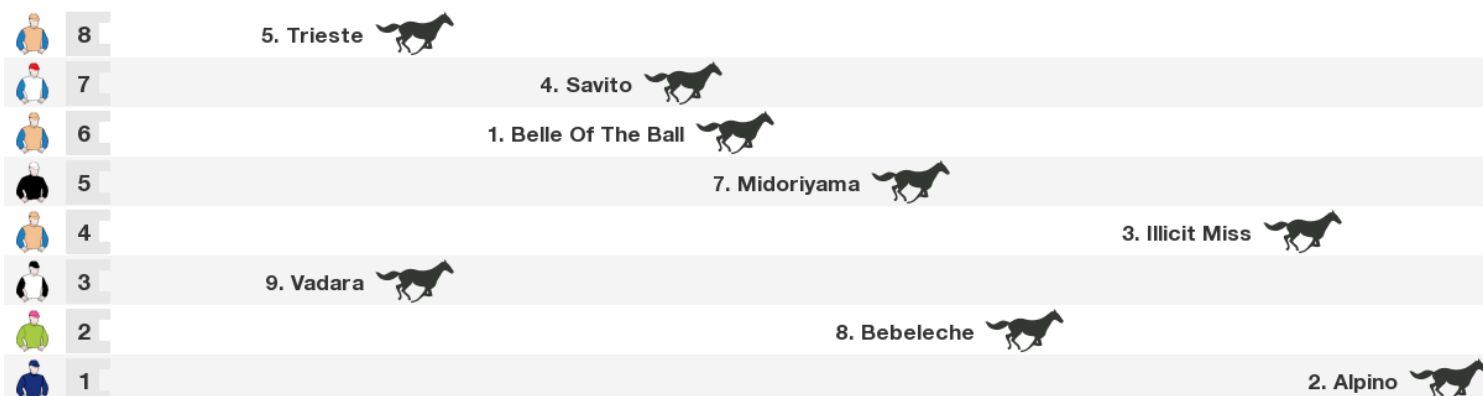 8 5. Trieste
7 4. Savito
6 1. Belle Of The Ball
5 7. Midoriyama
4 3. Illicit Miss
3 9. Vadara
2 8. Bebeleche
1 2. Alpino